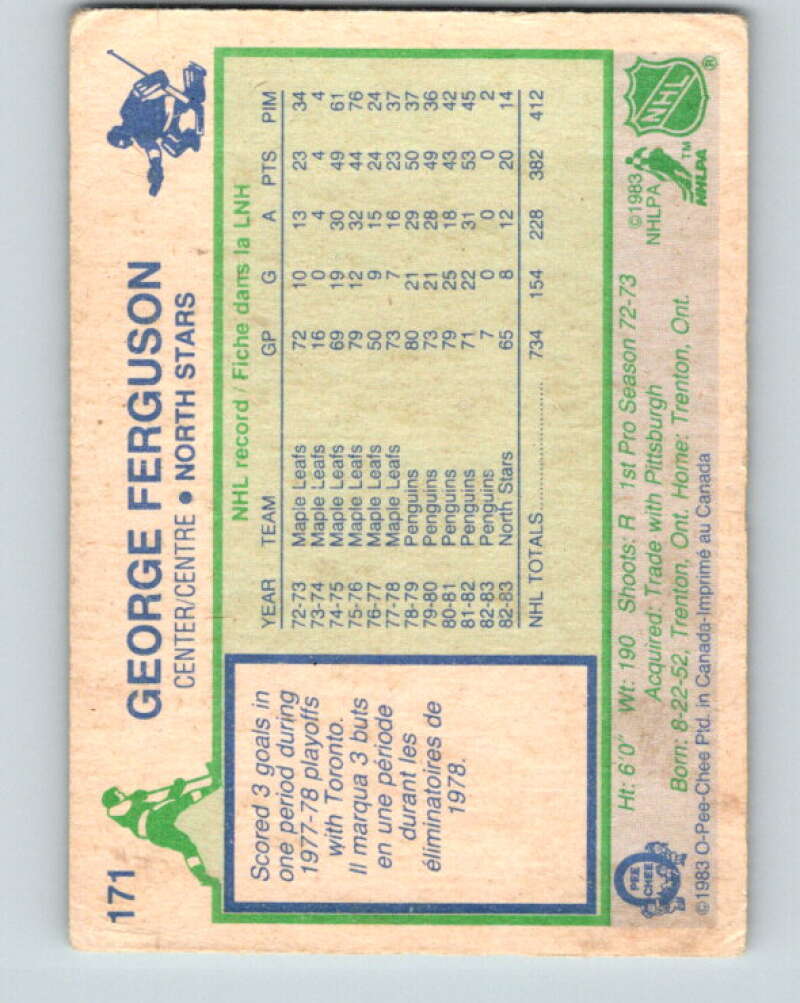 171
GEORGE FERGUSON
CENTER/CENTRE • NORTH STARS
Scored 3 goals in
one period during
1977-78 playoffs
with Toronto.
Il marqua 3 buts
en une période
durant les
éliminatoires de
1978.
NHL record / Fiche dans la LNH
YEAR TEAM GP G A PTS PIM
72-73 Maple Leafs 72 10 13 23 34
73-74 Maple Leafs 16 0 4 4 4
74-75 Maple Leafs 69 19 30 49 61
75-76 Maple Leafs 79 12 32 44 76
76-77 Maple Leafs 50 9 15 24 24
77-78 Maple Leafs 73 7 16 23 37
78-79 Penguins 80 21 29 50 37
79-80 Penguins 73 21 28 49 36
80-81 Penguins 79 25 18 43 42
81-82 Penguins 71 22 31 53 45
82-83 Penguins 7 0 0 0 2
82-83 North Stars 65 8 12 20 14
NHL TOTALS 734 154 228 382 412
Ht: 6'0" Wt: 190 Shoots: R 1st Pro Season 72-73
Acquired: Trade with Pittsburgh
Born: 8-22-52, Trenton, Ont. Home: Trenton, Ont.
©1983 O-Pee-Chee Ptd. in Canada-Imprimé au Canada
PEE
CHEE
©1983
NHLPA
NHL
®
TM
NHLPA